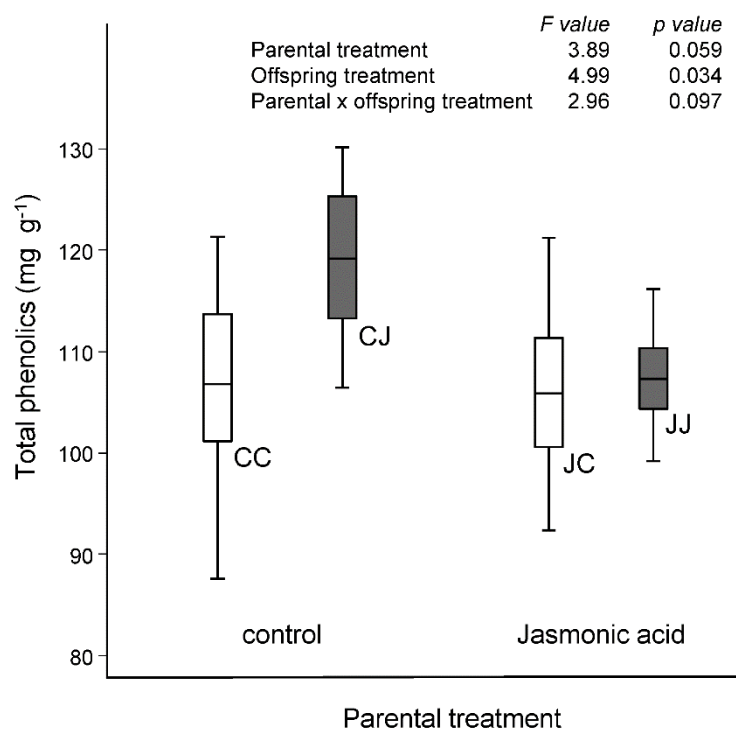 F value p value
Parental treatment 3.89 0.059
Offspring treatment 4.99 0.034
Parental x offspring treatment 2.96 0.097
Total phenolics (mg g-1)
130
120
110
100
90
80
CC
CJ
JC
JJ
control
Jasmonic acid
Parental treatment